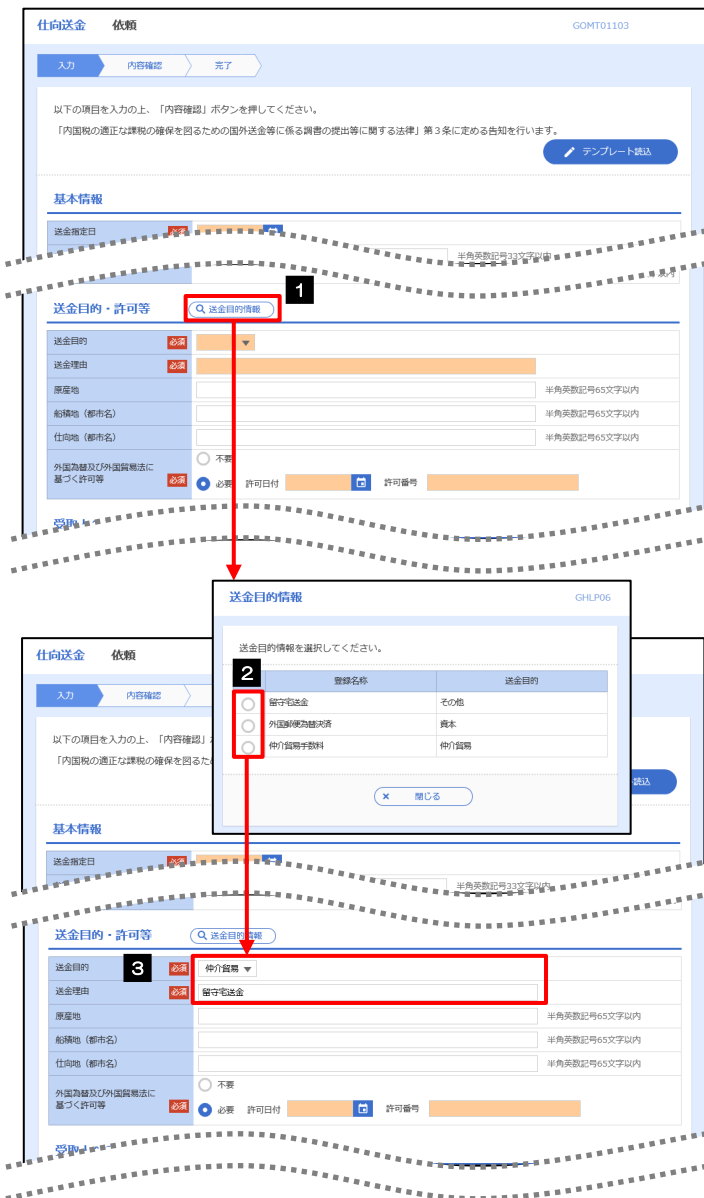 仕向送金 依頼 GOMT01103
入力 内容確認 完了
以下の項目を入力の上、「内容確認」ボタンを押してください。
「内国税の適正な課税の確保を図るための国外送金等に係る調書の提出等に関する法律」第3条に定める告知を行います。
テンプレート読込
基本情報
送金指定日 必須
半角英数記号33文字以内
1
送金目的・許可等 送金目的情報
送金目的 必須
送金理由 必須
原産地 半角英数記号65文字以内
船積地（都市名） 半角英数記号65文字以内
仕向地（都市名） 半角英数記号65文字以内
外国為替及び外国貿易法に
基づく許可等 必須
不要
必要 許可日付 許可番号
送金目的情報 GHLP06
送金目的情報を選択してください。
2
登録名称 送金目的
留守宅送金 その他
外国郵便為替決済 資本
仲介貿易手数料 仲介貿易
× 閉じる
仕向送金 依頼
入力 内容確認
以下の項目を入力の上、「内容確認」
「内国税の適正な課税の確保を図るため
読込
基本情報
送金指定日 必須
半角英数記号33文字以内
送金目的・許可等 送金目的情報
3
送金目的 必須 仲介貿易
送金理由 必須 留守宅送金
原産地 半角英数記号65文字以内
船積地（都市名） 半角英数記号65文字以内
仕向地（都市名） 半角英数記号65文字以内
外国為替及び外国貿易法に
基づく許可等 必須
不要
必要 許可日付 許可番号